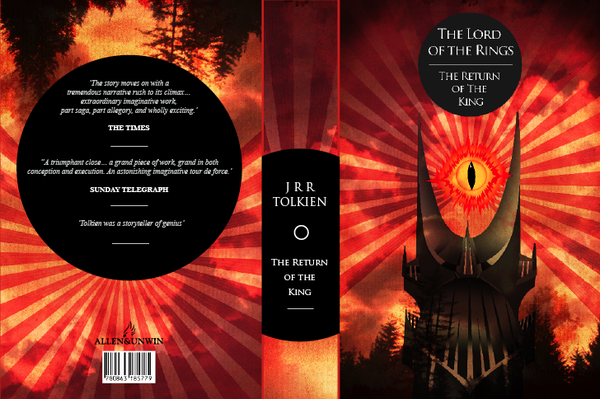 'The story moves on with a
tremendous narrative rush to its climax...
extraordinary imaginative work,
part saga, part allegory, and wholly exciting.'
THE TIMES
"A triumphant close... a grand piece of work, grand in both
conception and execution. An astonishing imaginative tour de force.'
SUNDAY TELEGRAPH
'Tolkien was a storyteller of genius'
ALLEN&UNWIN
9780863185779
J R R
TOLKIEN
THE RETURN
OF THE
KING
THE LORD
OF THE RINGS
THE RETURN
OF THE
KING